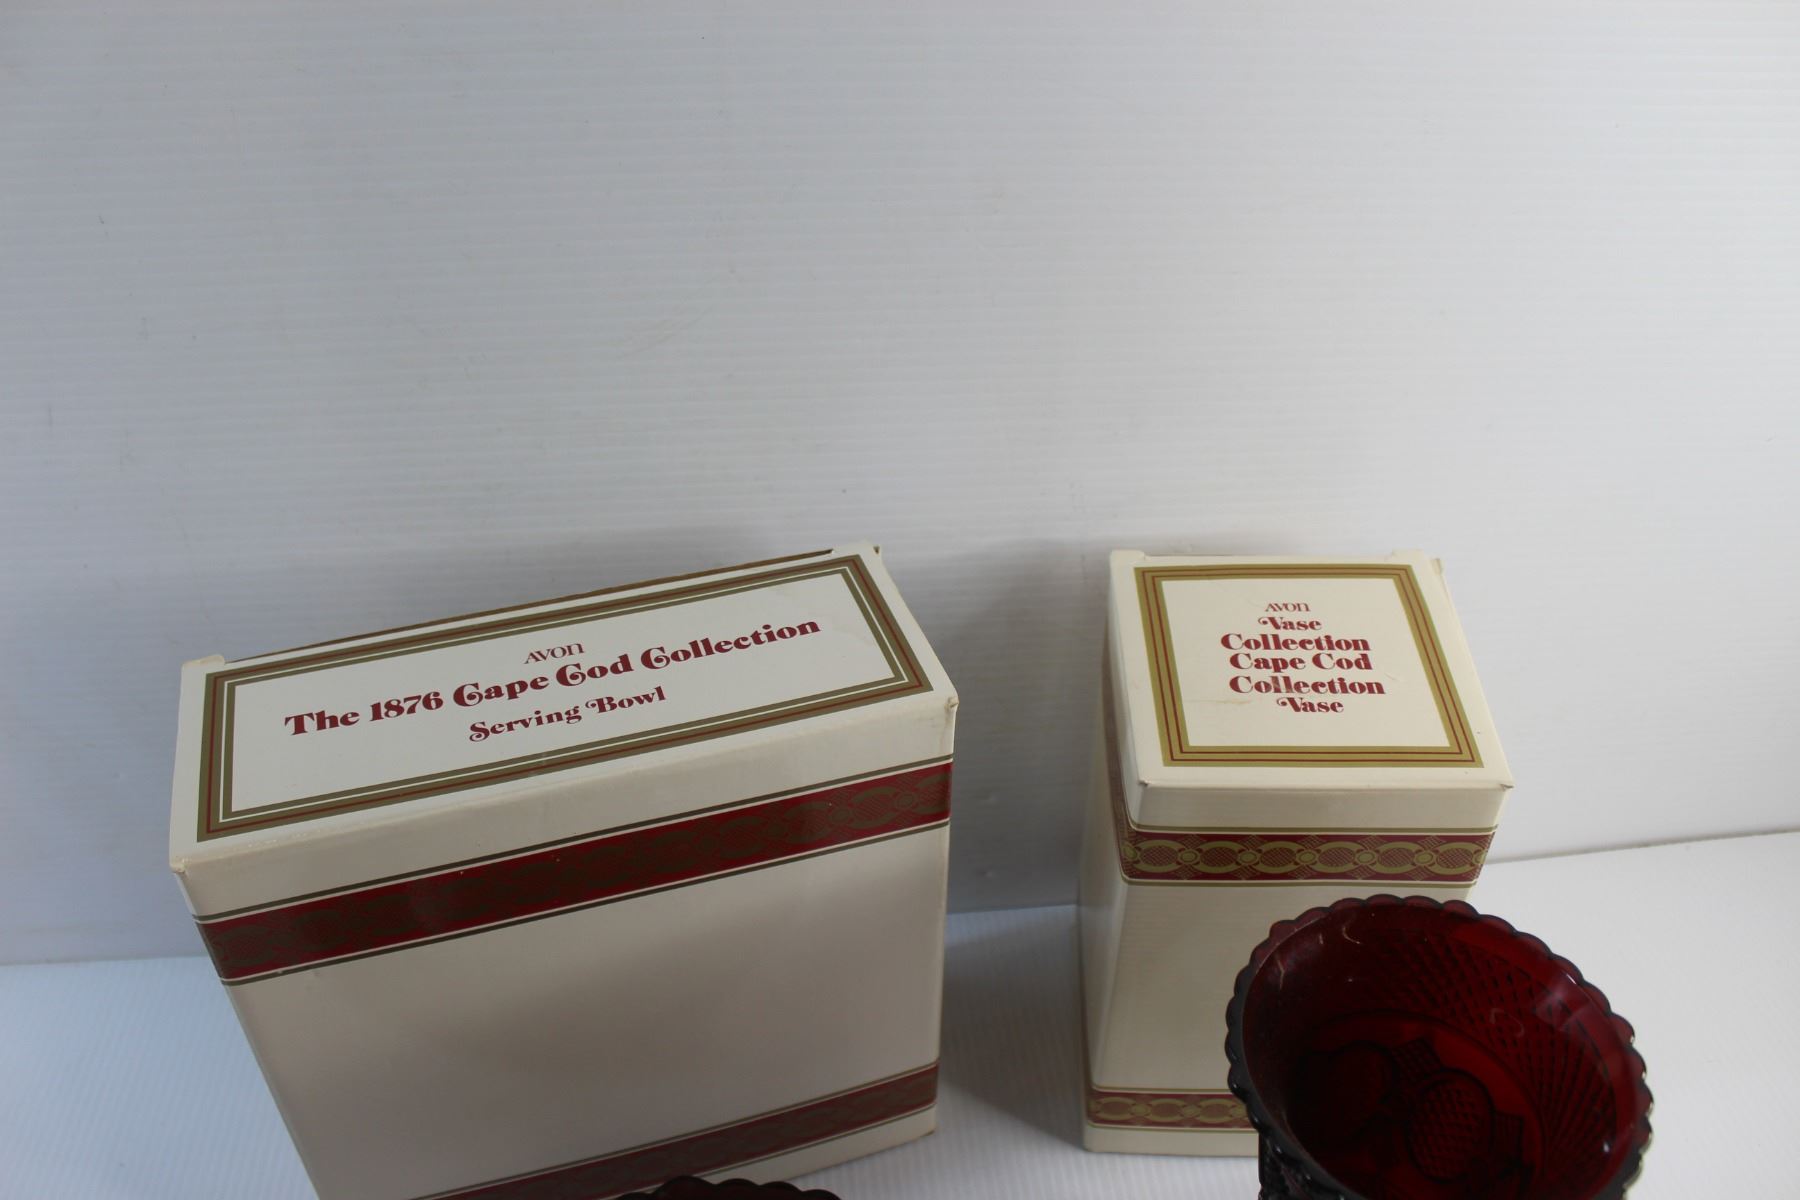 AVON
The 1876 Cape Cod Collection
Serving Bowl
AVON
Vase
Collection
Cape Cod
Collection
Vase